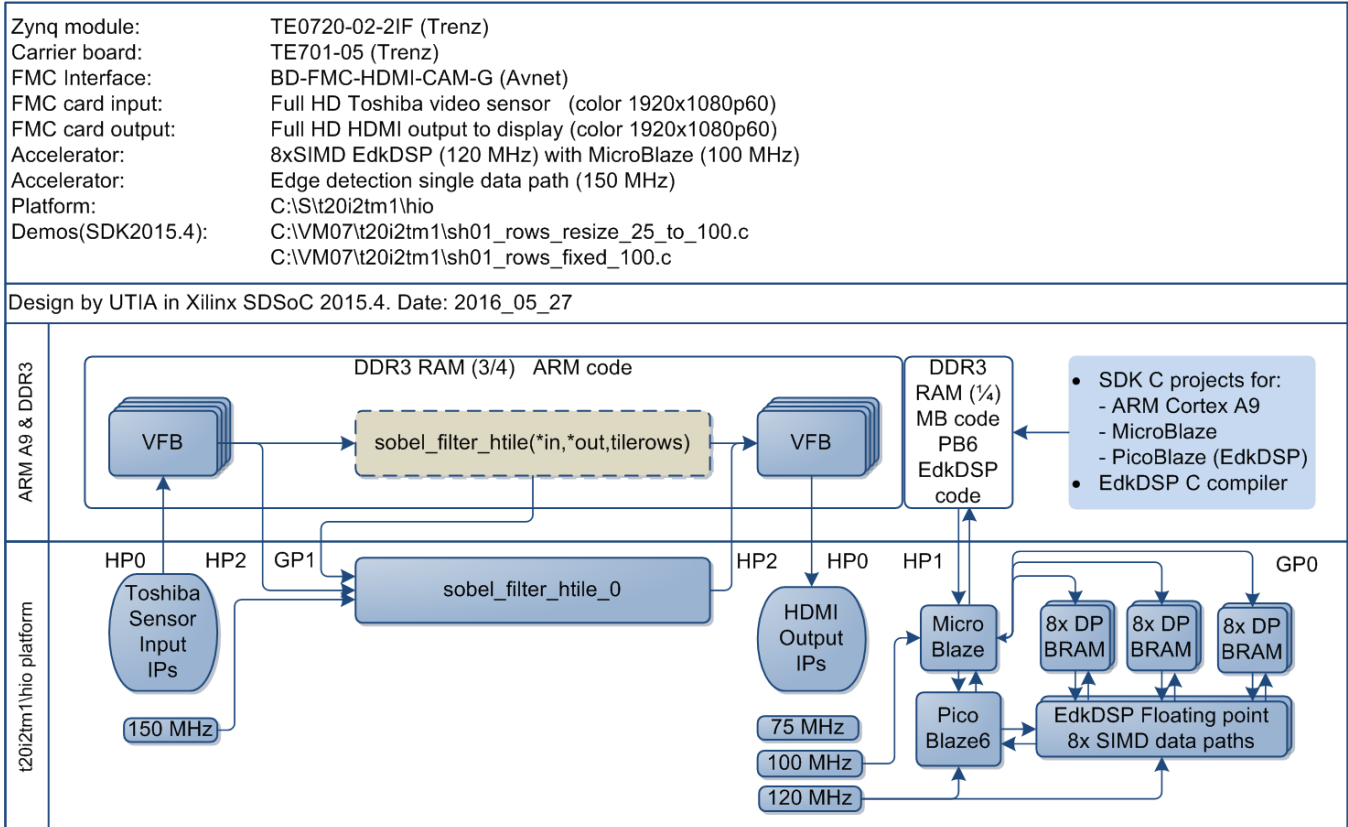 Zynq module: TE0720-02-2IF (Trenz)
Carrier board: TE701-05 (Trenz)
FMC Interface: BD-FMC-HDMI-CAM-G (Avnet)
FMC card input: Full HD Toshiba video sensor (color 1920x1080p60)
FMC card output: Full HD HDMI output to display (color 1920x1080p60)
Accelerator: 8xSIMD EdkDSP (120 MHz) with MicroBlaze (100 MHz)
Accelerator: Edge detection single data path (150 MHz)
Platform: C:\S\t20i2tm1\hio
Demos(SDK2015.4): C:\VM07\t20i2tm1\sh01_rows_resize_25_to_100.c
C:\VM07\t20i2tm1\sh01_rows_fixed_100.c
Design by UTIA in Xilinx SDSoC 2015.4. Date: 2016_05_27
ARM A9 & DDR3
DDR3 RAM (3/4) ARM code
VFB
sobel_filter_htile(*in,*out,tilerows)
VFB
DDR3
RAM (¼)
MB code
PB6
EdkDSP
code
• SDK C projects for:
- ARM Cortex A9
- MicroBlaze
- PicoBlaze (EdkDSP)
• EdkDSP C compiler
t20i2tm1\hio platform
HP0
HP2
GP1
HP2
HP0
HP1
GP0
Toshiba
Sensor
Input
IPs
sobel_filter_htile_0
HDMI
Output
IPs
Micro
Blaze
8x DP
BRAM
8x DP
BRAM
8x DP
BRAM
150 MHz
75 MHz
100 MHz
120 MHz
Pico
Blaze6
EdkDSP Floating point
8x SIMD data paths